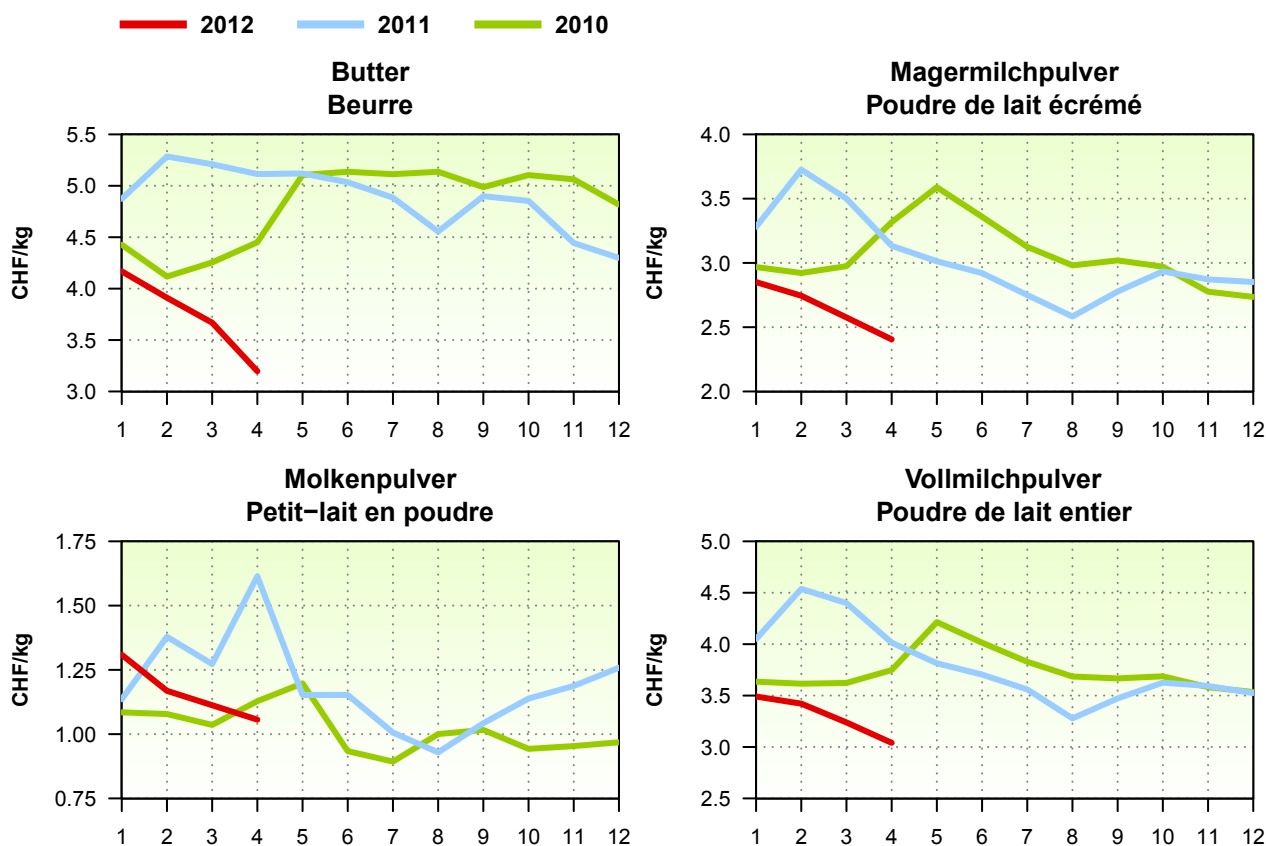 2012 2011 2010
Butter
Beurre
CHF/kg
5.5
5.0
4.5
4.0
3.5
3.0
1 2 3 4 5 6 7 8 9 10 11 12
Magermilchpulver
Poudre de lait écrémé
CHF/kg
4.0
3.5
3.0
2.5
2.0
1 2 3 4 5 6 7 8 9 10 11 12
Molkenpulver
Petit−lait en poudre
CHF/kg
1.75
1.50
1.25
1.00
0.75
1 2 3 4 5 6 7 8 9 10 11 12
Vollmilchpulver
Poudre de lait entier
CHF/kg
5.0
4.5
4.0
3.5
3.0
2.5
1 2 3 4 5 6 7 8 9 10 11 12